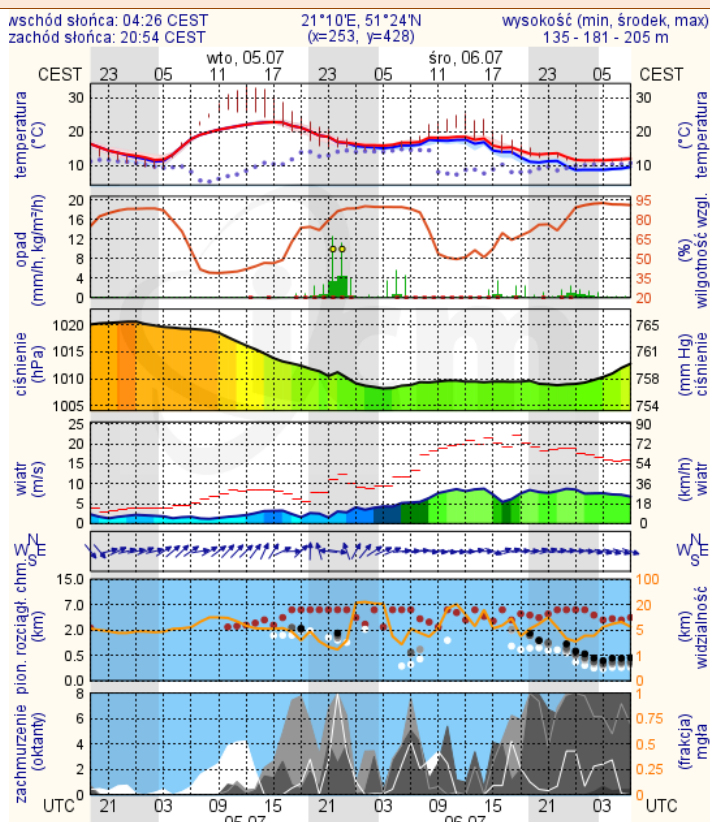 wschód słońca: 04:26 CEST 21°10'E, 51°24'N wysokość (min, środek, max)
zachód słońca: 20:54 CEST (x=253, y=428) 135 - 181 - 205 m
wto, 05.07 śro, 06.07
CEST 23 05 11 17 23 05 11 17 23 05 CEST
temperatura
(°C)
30
20
10
30
20
10
temperatura
(°C)
opad
(mm/h, kg/m²/h)
20
16
12
8
4
0
95
80
65
50
35
20
(%)
wilgotność wzgl.
ciśnienie
(hPa)
1020
1015
1010
1005
765
761
758
754
(mm Hg)
ciśnienie
wiatr
(m/s)
25
20
15
10
5
0
90
72
54
36
18
0
(km/h)
wiatr
N
W E
S
N
W E
S
pion. rozciągł. chm.
(km)
15.0
7.0
2.0
0.5
0.0
100
20
5
1
0
(km)
widzialność
zachmurzenie
(oktanty)
8
6
4
2
0
1
0.75
0.5
0.25
0
(frakcja)
mgła
UTC 21 03 09 15 21 03 09 15 21 03 UTC
05.07 06.07